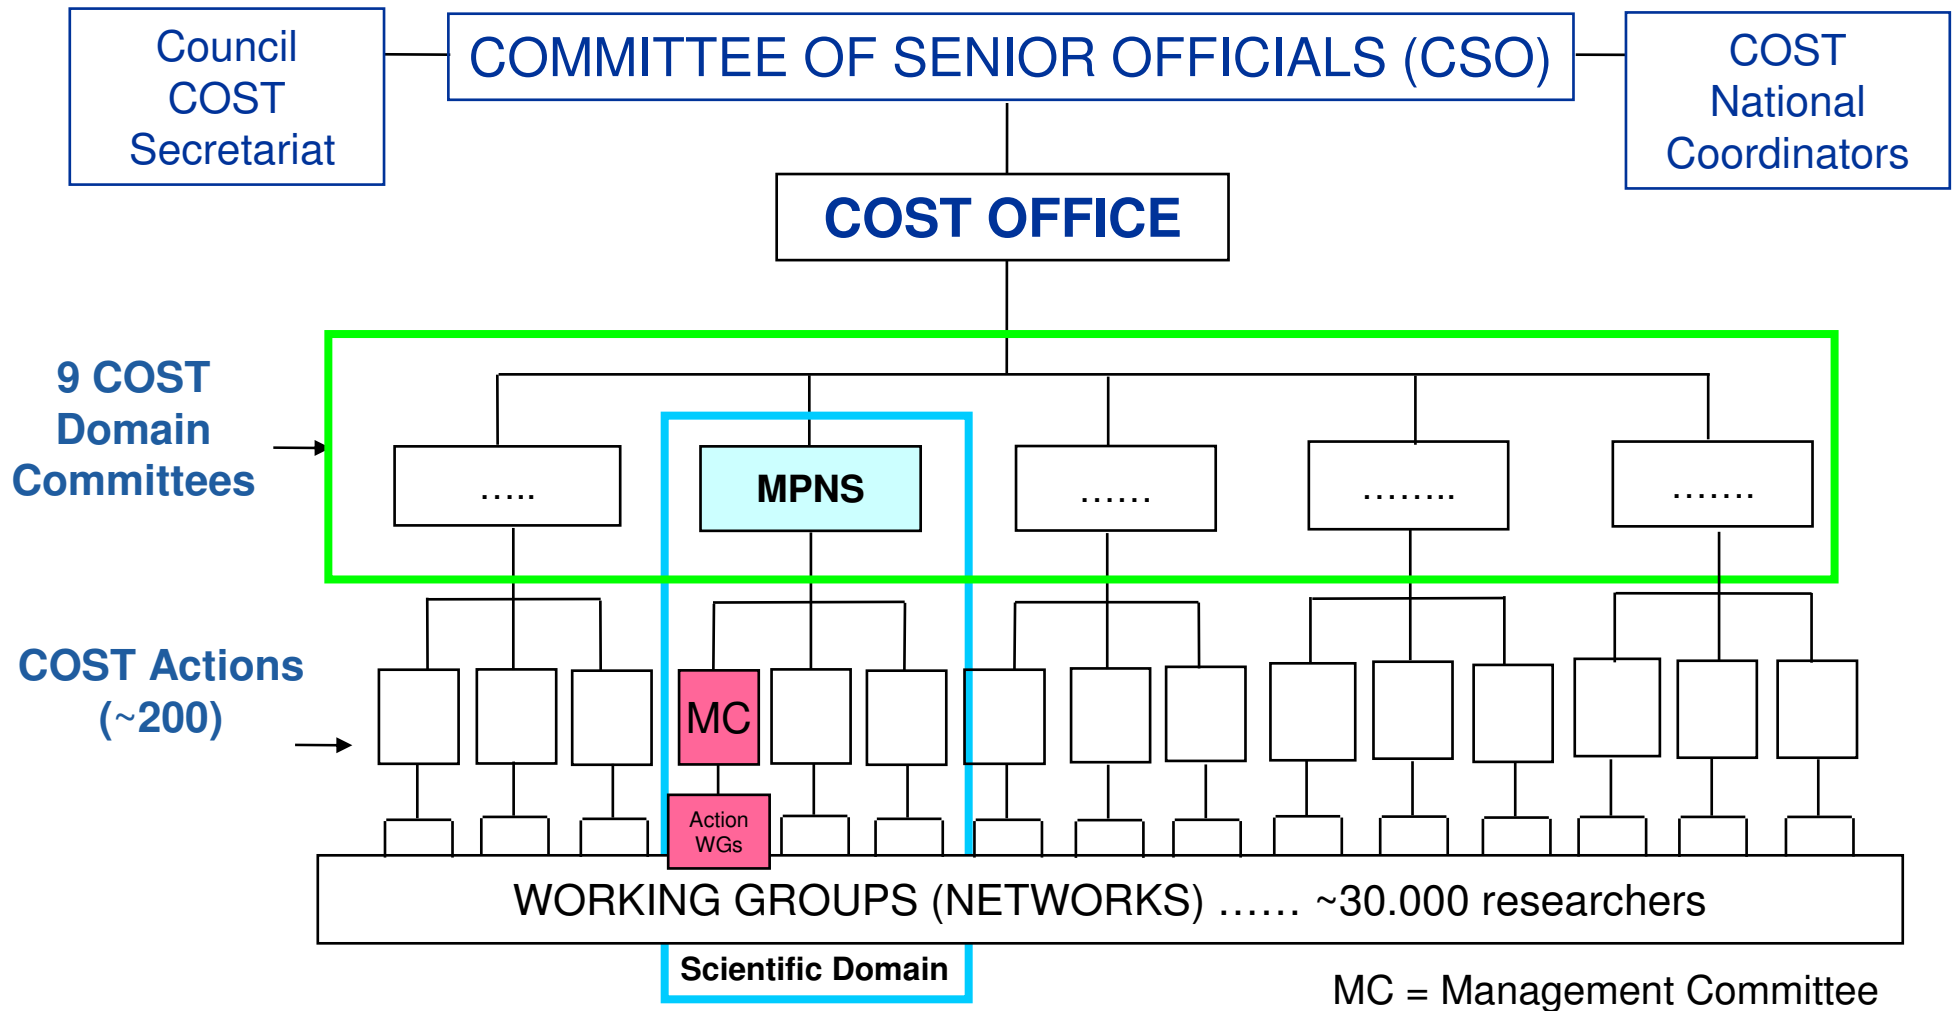 Council
COST
Secretariat
COMMITTEE OF SENIOR OFFICIALS (CSO)
COST
National
Coordinators
COST OFFICE
9 COST
Domain
Committees
.....
MPNS
......
........
.......
COST Actions
(~200)
MC
Action
WGs
WORKING GROUPS (NETWORKS) ...... ~30.000 researchers
Scientific Domain
MC = Management Committee